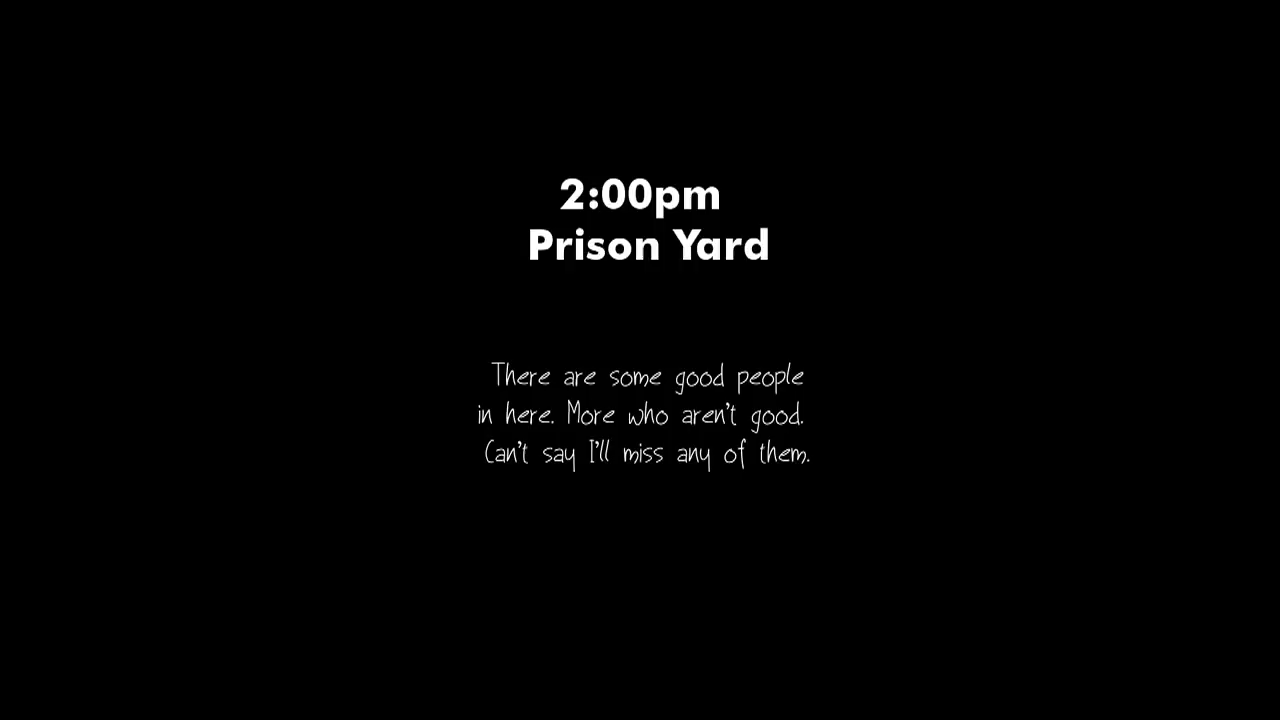 2:00pm
Prison Yard
There are some good people
in here. More who aren't good.
Can't say I'll miss any of them.